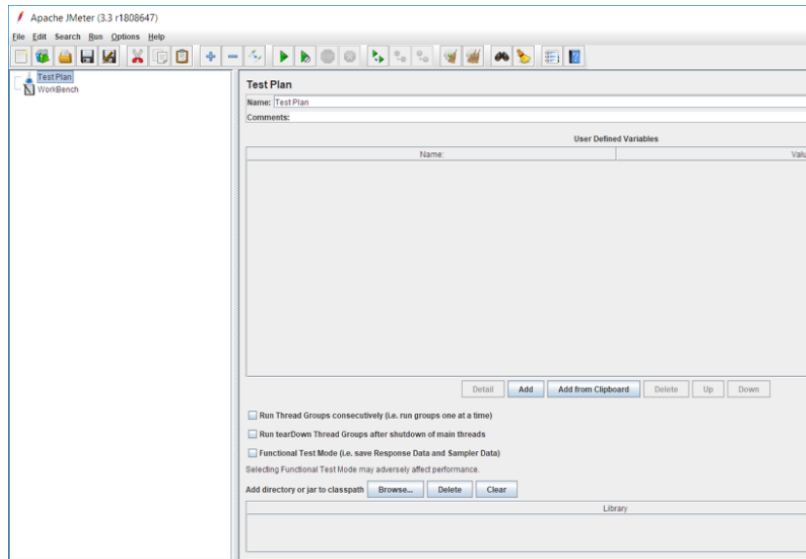 Apache JMeter (3.3 r1808647)
File Edit Search Run Options Help
Test Plan
WorkBench
Test Plan
Name: Test Plan
Comments:
User Defined Variables
Name: Valu
Detail Add Add from Clipboard Delete Up Down
Run Thread Groups consecutively (i.e. run groups one at a time)
Run tearDown Thread Groups after shutdown of main threads
Functional Test Mode (i.e. save Response Data and Sampler Data)
Selecting Functional Test Mode may adversely affect performance.
Add directory or jar to classpath Browse... Delete Clear
Library